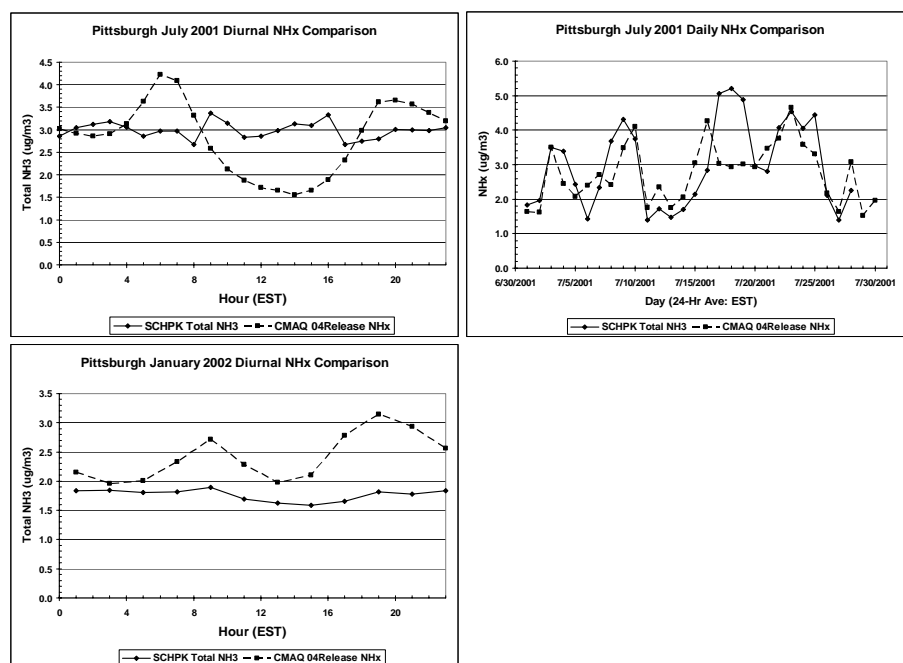 Pittsburgh July 2001 Diurnal NHx Comparison
4.5
4.0
3.5
3.0
2.5
2.0
1.5
1.0
0.5
0.0
Total NH3 (ug/m3)
0 4 8 12 16 20
Hour (EST)
SCHPK Total NH3 CMAQ 04Release NHx
Pittsburgh July 2001 Daily NHx Comparison
6.0
5.0
4.0
3.0
2.0
1.0
0.0
NHx (ug/m3)
6/30/2001 7/5/2001 7/10/2001 7/15/2001 7/20/2001 7/25/2001 7/30/2001
Day (24-Hr Ave: EST)
SCHPK Total NH3 CMAQ 04Release NHx
Pittsburgh January 2002 Diurnal NHx Comparison
3.5
3.0
2.5
2.0
1.5
1.0
0.5
0.0
Total NH3 (ug/m3)
0 4 8 12 16 20
Hour (EST)
SCHPK Total NH3 CMAQ 04Release NHx